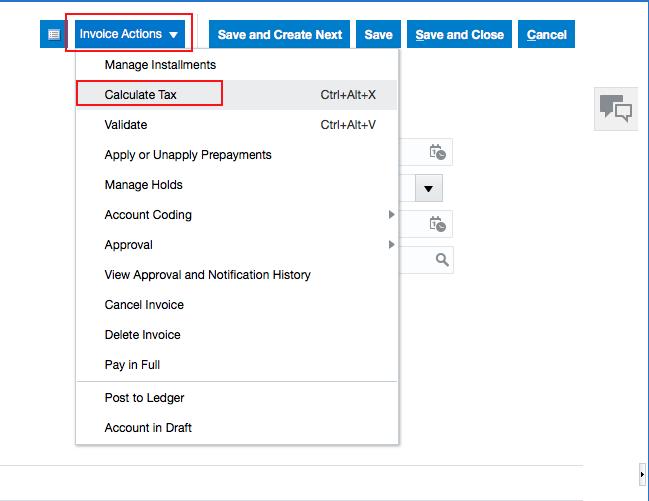 Invoice Actions Save and Create Next Save Save and Close Cancel
Manage Installments
Calculate Tax Ctrl+Alt+X
Validate Ctrl+Alt+V
Apply or Unapply Prepayments
Manage Holds
Account Coding
Approval
View Approval and Notification History
Cancel Invoice
Delete Invoice
Pay in Full
Post to Ledger
Account in Draft